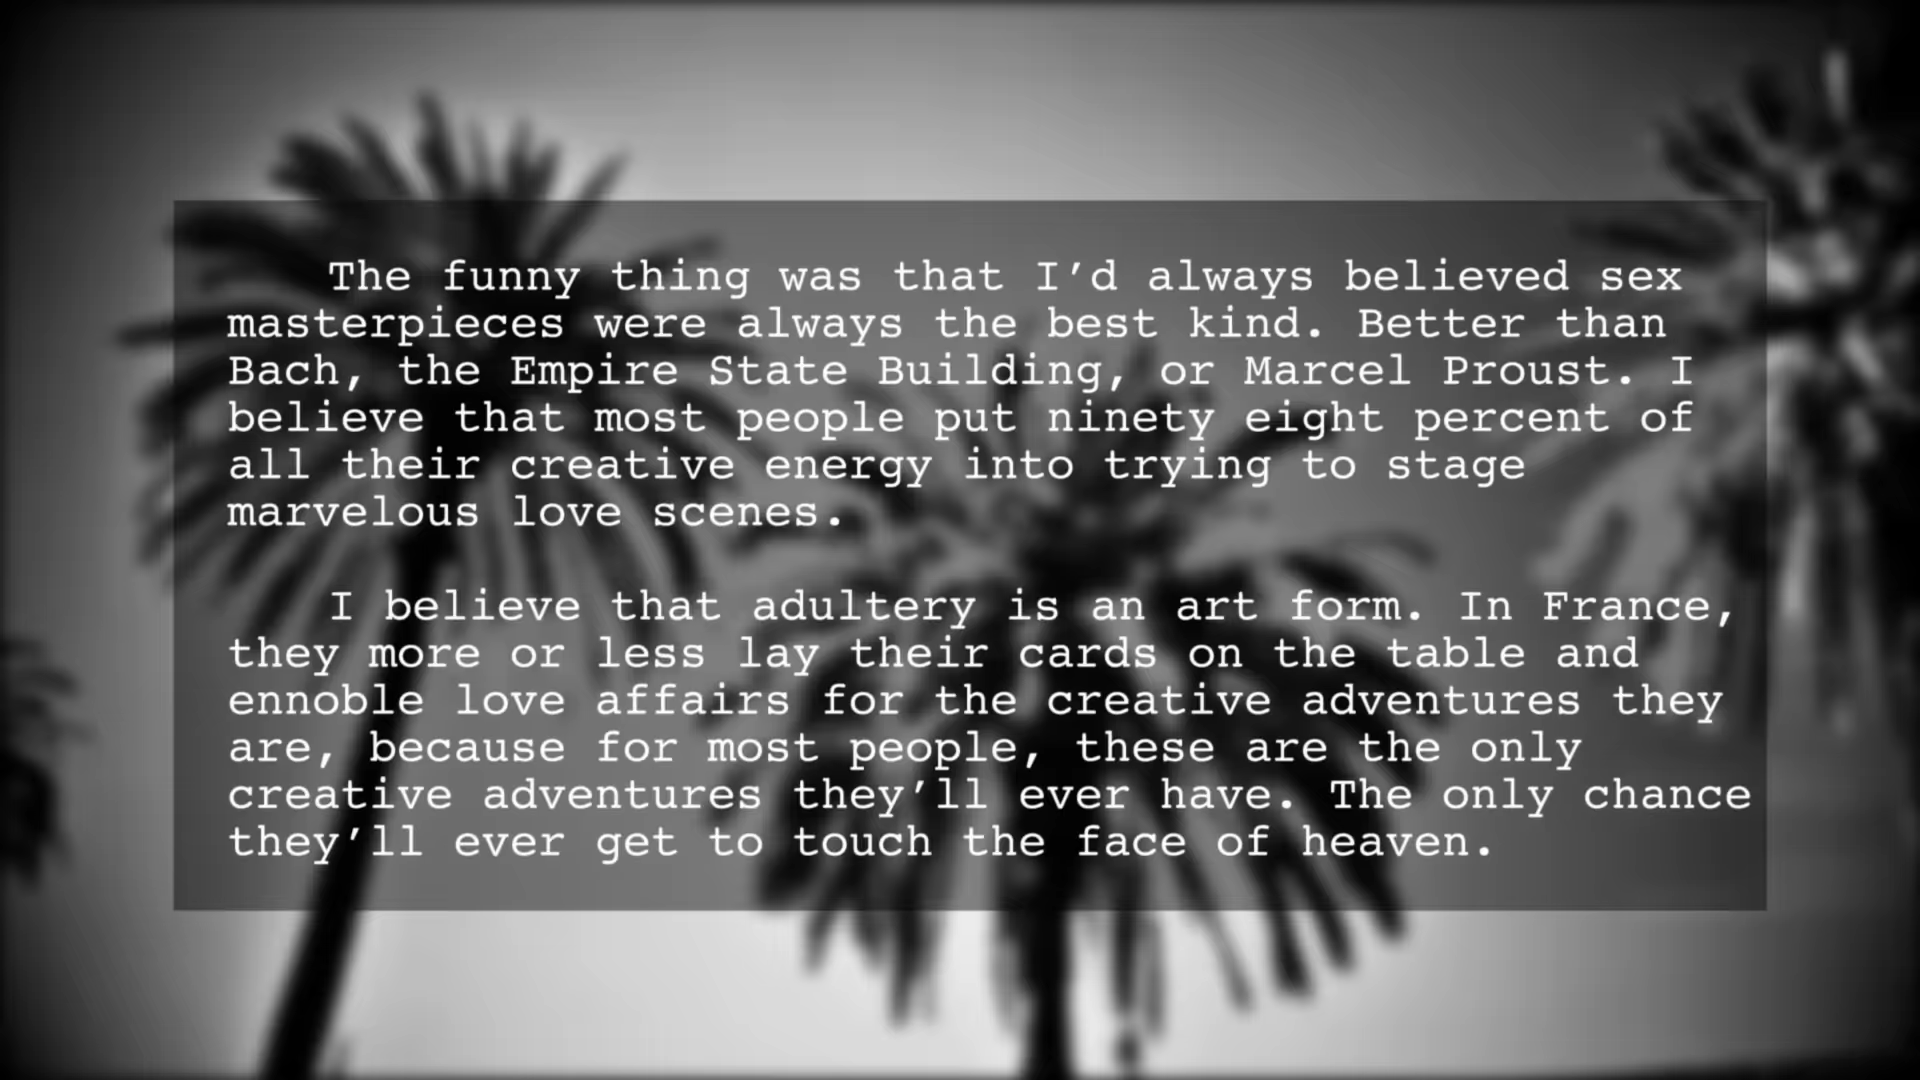 The funny thing was that I’d always believed sex
masterpieces were always the best kind. Better than
Bach, the Empire State Building, or Marcel Proust. I
believe that most people put ninety eight percent of
all their creative energy into trying to stage
marvelous love scenes.
I believe that adultery is an art form. In France,
they more or less lay their cards on the table and
ennoble love affairs for the creative adventures they
are, because for most people, these are the only
creative adventures they’ll ever have. The only chance
they’ll ever get to touch the face of heaven.